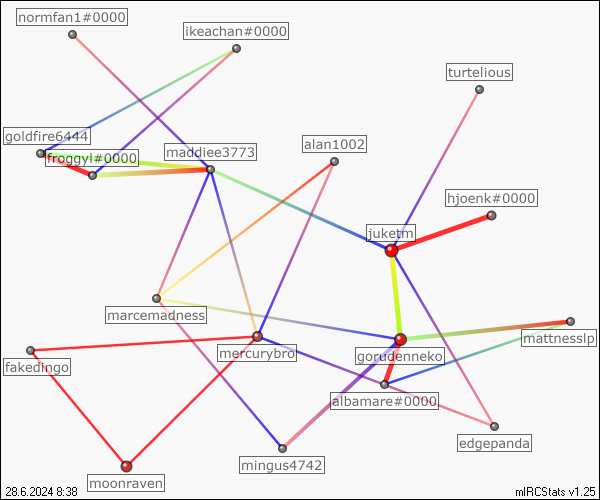 normfan1#0000
ikeachan#0000
turtelious
goldfire6444
froggyl#0000
maddiee3773
alan1002
hjoenk#0000
juketm
marcemadness
mercurybro
gorudenneko
mattnesslp
fakedingo
albamare#0000
edgepanda
mingus4742
moonraven
28.6.2024 8:38
mIRCStats v1.25